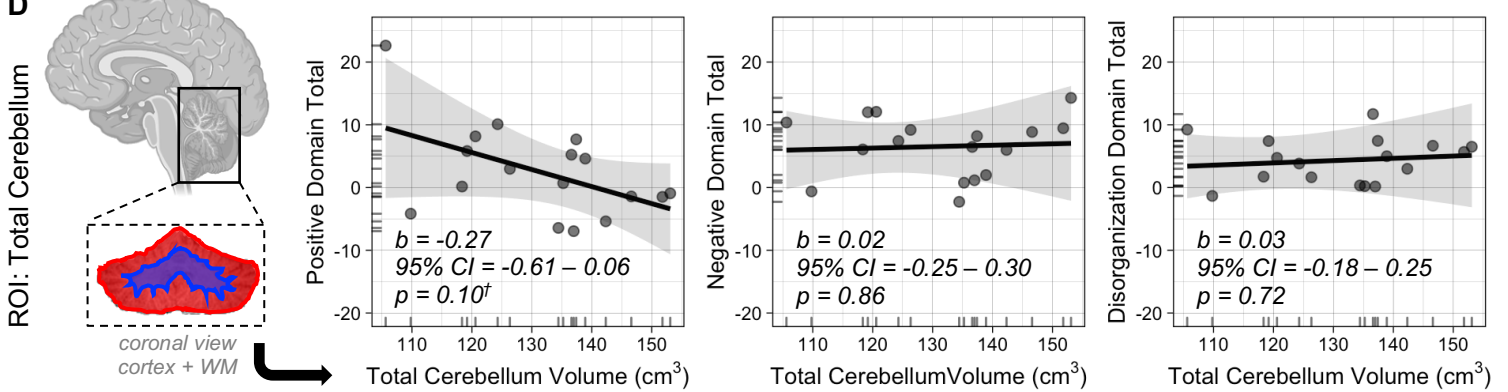 D
ROI: Total Cerebellum
coronal view
cortex + WM
Positive Domain Total
20
10
0
-10
-20
b = -0.27
95% CI = -0.61 – 0.06
p = 0.10†
110 120 130 140 150
Total Cerebellum Volume (cm³)
Negative Domain Total
20
10
0
-10
-20
b = 0.02
95% CI = -0.25 – 0.30
p = 0.86
110 120 130 140 150
Total CerebellumVolume (cm³)
Disorganization Domain Total
20
10
0
-10
-20
b = 0.03
95% CI = -0.18 – 0.25
p = 0.72
110 120 130 140 150
Total Cerebellum Volume (cm³)